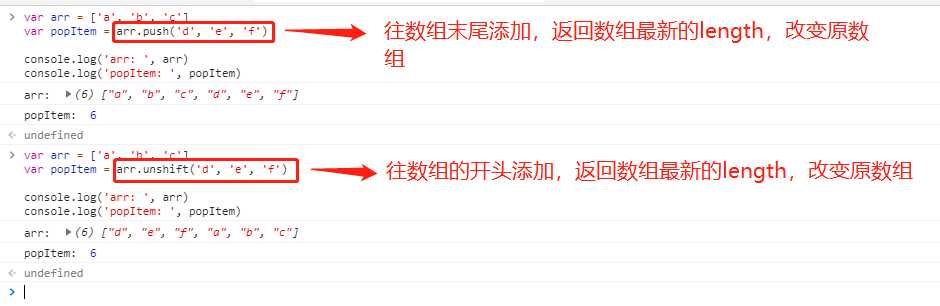 > var arr = ['a', 'b', 'c']
var popItem = arr.push('d', 'e', 'f')
往数组末尾添加，返回数组最新的length，改变原数
组
console.log('arr: ', arr)
console.log('popItem: ', popItem)
arr: ▶(6) ["a", "b", "c", "d", "e", "f"]
popItem: 6
<· undefined
> var arr = ['a', 'b', 'c']
var popItem = arr.unshift('d', 'e', 'f')
往数组的开头添加，返回数组最新的length，改变原数组
console.log('arr: ', arr)
console.log('popItem: ', popItem)
arr: ▶(6) ["d", "e", "f", "a", "b", "c"]
popItem: 6
<· undefined
>